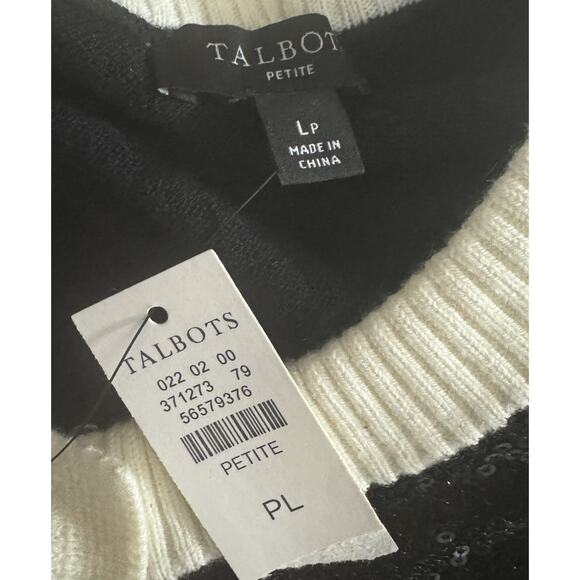 TALBOTS
PETITE
LP
MADE IN
CHINA
TALBOTS
022 02 00
371273 79
56579376
PETITE
PL